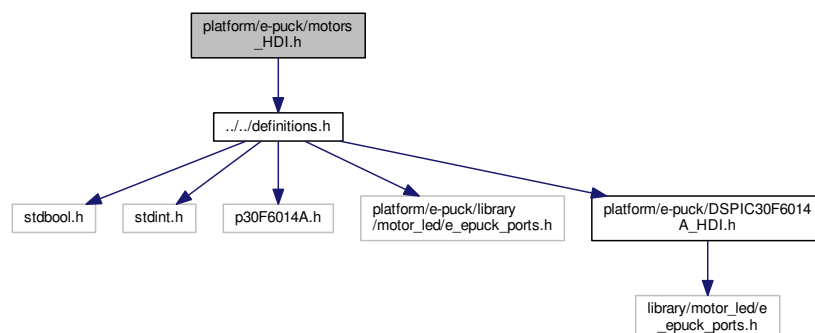 platform/e-puck/motors
_HDI.h
../../definitions.h
stdbool.h
stdint.h
p30F6014A.h
platform/e-puck/library
/motor_led/e_epuck_ports.h
platform/e-puck/DSPIC30F6014
A_HDI.h
library/motor_led/e
_epuck_ports.h